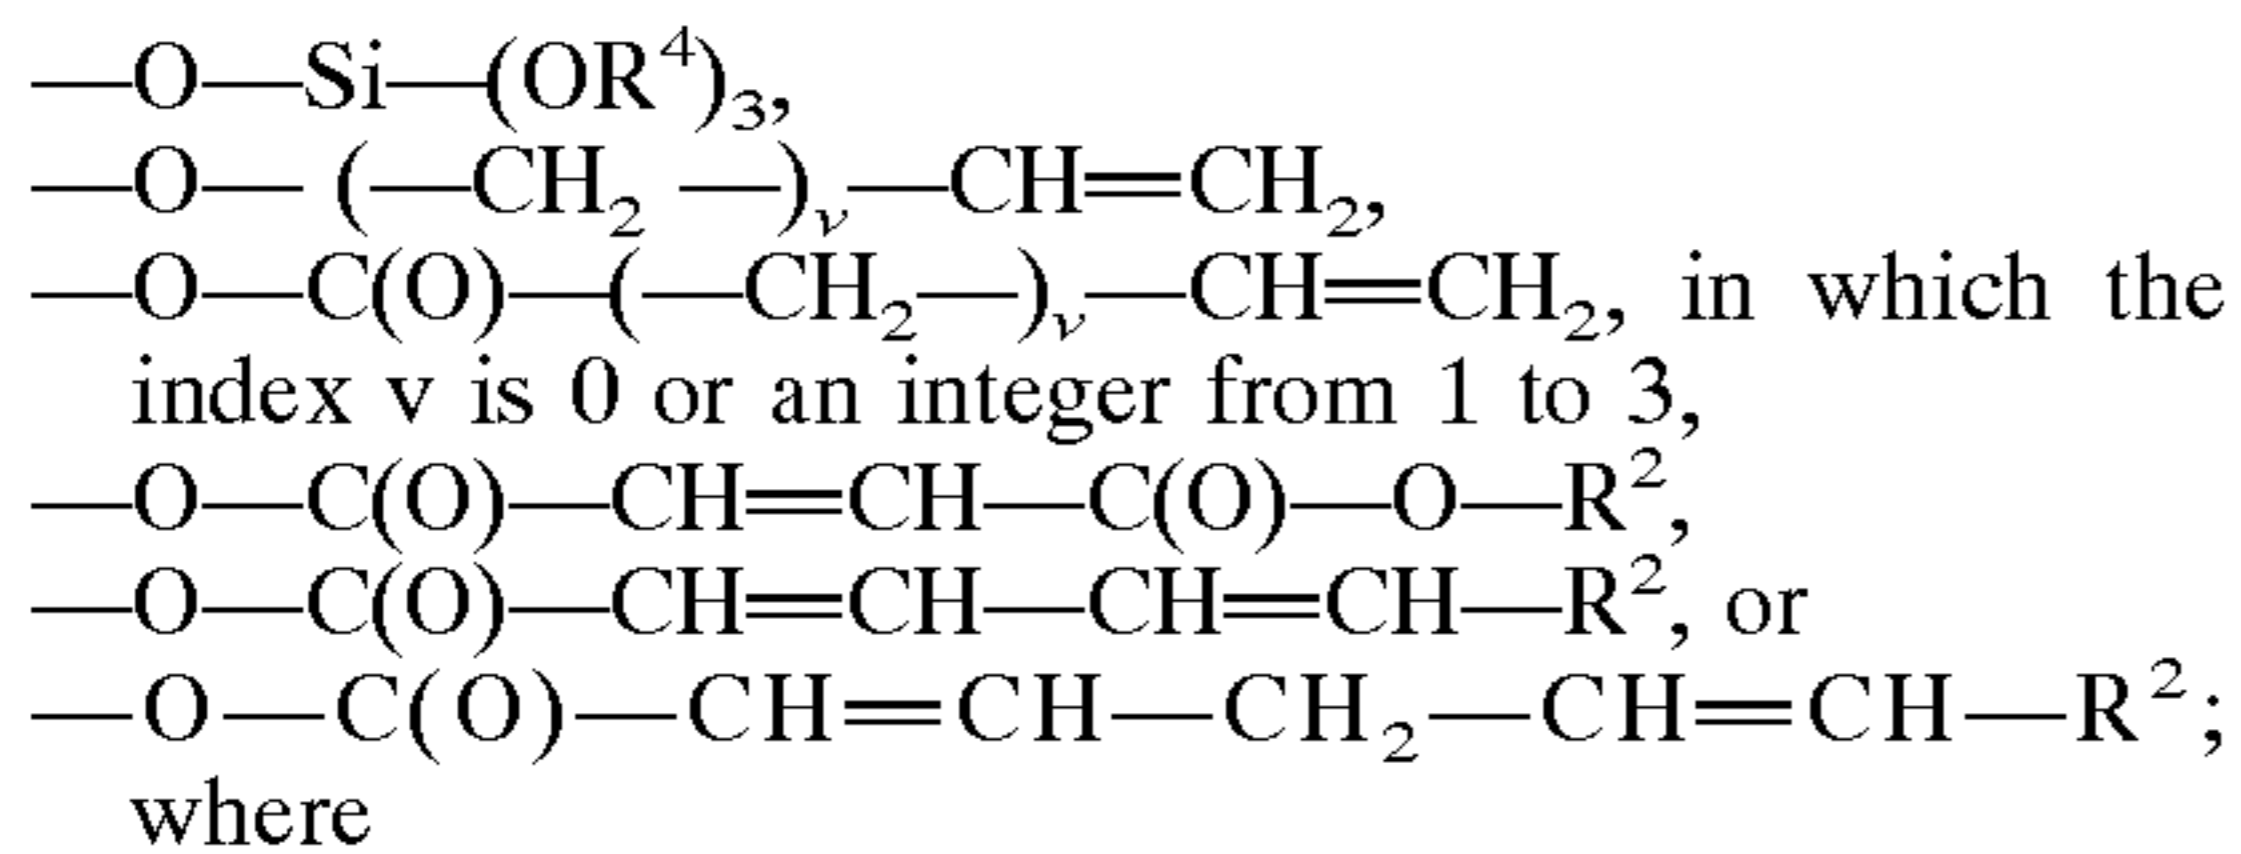 —O—Si—(OR⁴)₃,
—O— (—CH₂ —)ᵥ—CH=CH₂,
—O—C(O)—(—CH₂—)ᵥ—CH=CH₂, in which the
index v is 0 or an integer from 1 to 3,
—O—C(O)—CH=CH—C(O)—O—R²,
—O—C(O)—CH=CH—CH=CH—R², or
—O—C(O)—CH=CH—CH₂—CH=CH—R²;
where